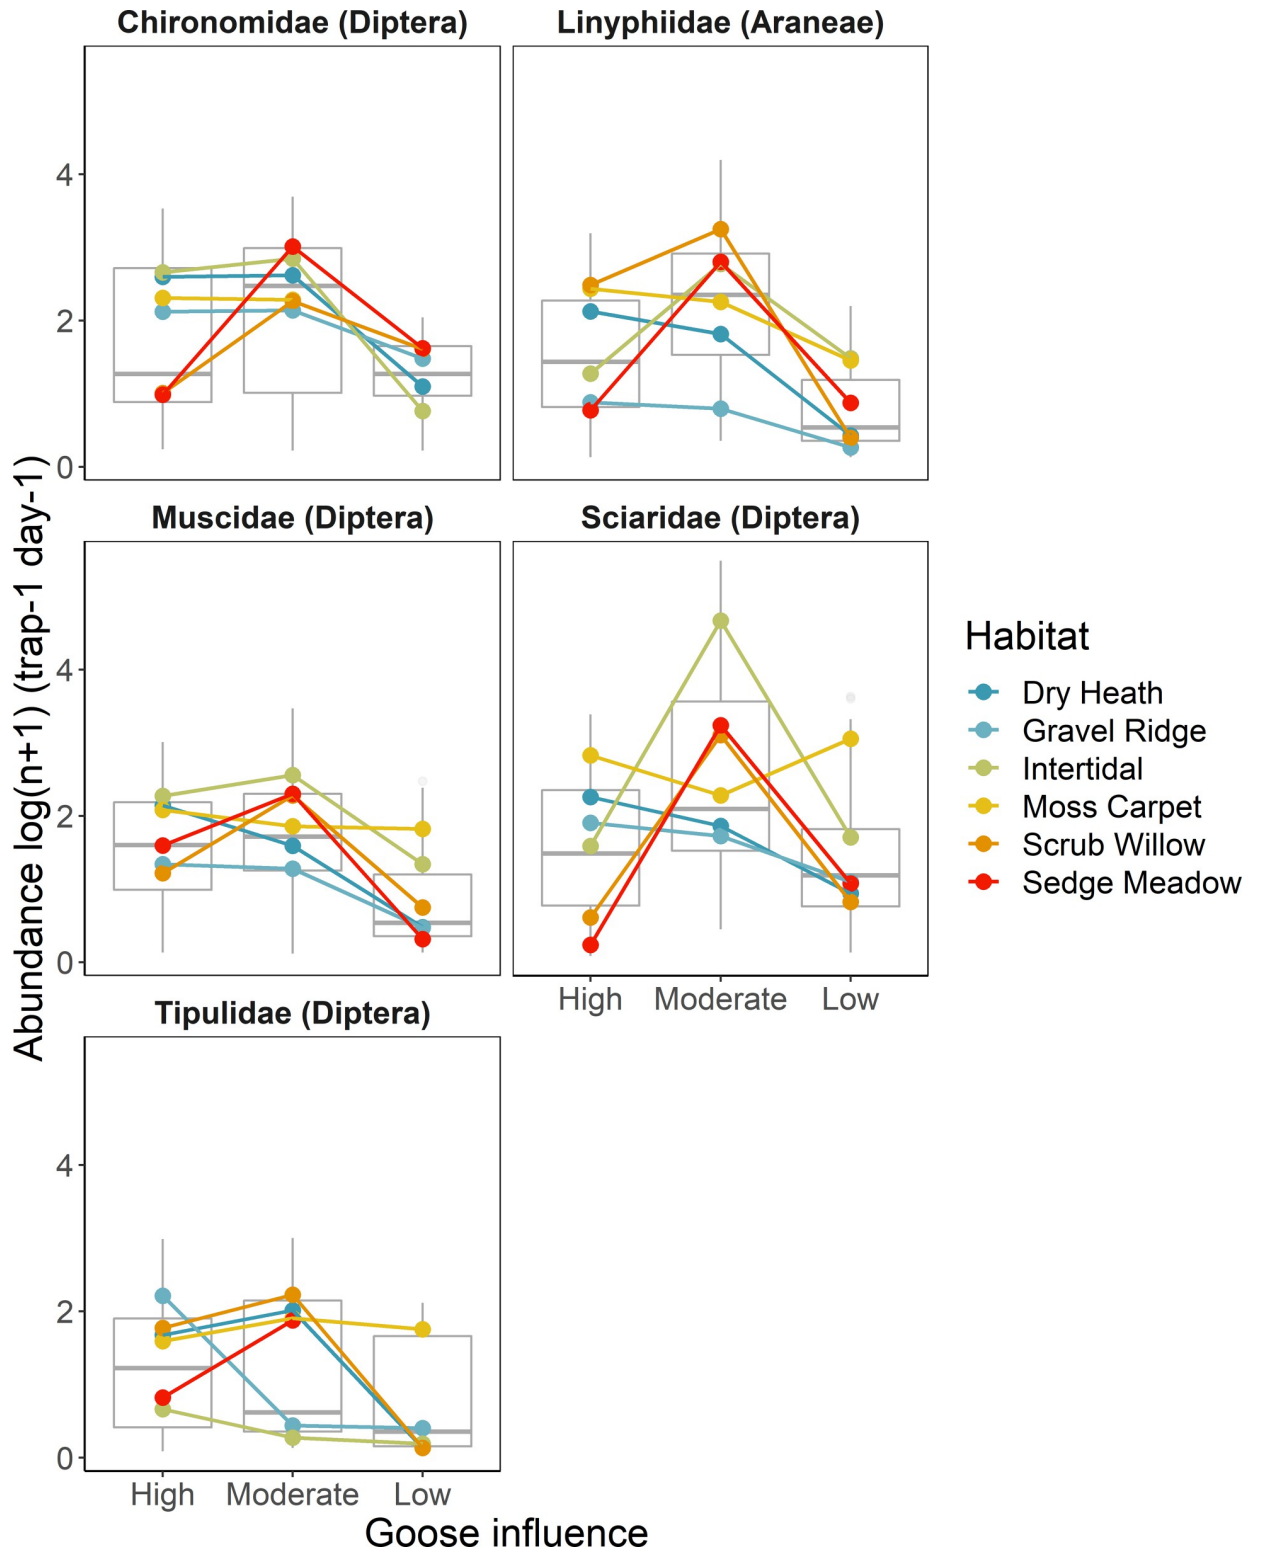 Chironomidae (Diptera)
Linyphiidae (Araneae)
4
2
0
Muscidae (Diptera)
Sciaridae (Diptera)
4
2
0
High Moderate Low
Tipulidae (Diptera)
4
2
0
High Moderate Low
Goose influence
Abundance log(n+1) (trap-1 day-1)
Habitat
Dry Heath
Gravel Ridge
Intertidal
Moss Carpet
Scrub Willow
Sedge Meadow